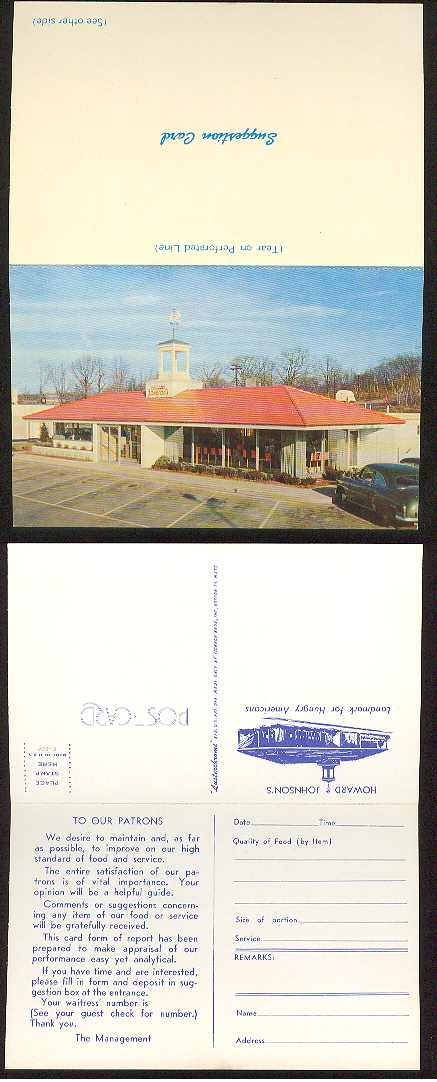 (See other side)
Suggestion Card
(Tear on Perforated Line)
HOWARD JOHNSON'S
Landmark for Hungry Americans
POST CARD
PLACE
STAMP
HERE
"Lusterchrome"
TO OUR PATRONS
We desire to maintain and, as far
as possible, to improve on our high
standard of food and service.
The entire satisfaction of our pa-
trons is of vital importance. Your
opinion will be a helpful guide.
Comments or suggestions concern-
ing any item of our food or service
will be gratefully received.
This card form of report has been
prepared to make appraisal of our
performance easy yet analytical.
If you have time and are interested,
please fill in form and deposit in sug-
gestion box at the entrance.
Your waitress' number is
(See your guest check for number.)
Thank you.
The Management
Date Time
Quality of Food (by Item)
Size of portion
Service
REMARKS:
Name
Address